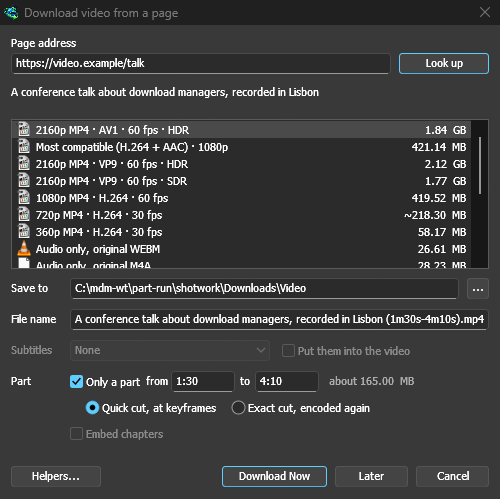 Download video from a page
Page address
https://video.example/talk
Look up
A conference talk about download managers, recorded in Lisbon
2160p MP4 · AV1 · 60 fps · HDR 1.84 GB
Most compatible (H.264 + AAC) · 1080p 421.14 MB
2160p MP4 · VP9 · 60 fps · HDR 2.12 GB
2160p MP4 · VP9 · 60 fps · SDR 1.77 GB
1080p MP4 · H.264 · 60 fps 419.52 MB
720p MP4 · H.264 · 30 fps ~218.30 MB
360p MP4 · H.264 · 30 fps 58.17 MB
Audio only, original WEBM 26.61 MB
Audio only, original M4A 28.23 MB
Save to C:\mdm-wt\part-run\shotwork\Downloads\Video ...
File name A conference talk about download managers, recorded in Lisbon (1m30s-4m10s).mp4
Subtitles None Put them into the video
Part Only a part from 1:30 to 4:10 about 165.00 MB
Quick cut, at keyframes Exact cut, encoded again
Embed chapters
Helpers... Download Now Later Cancel